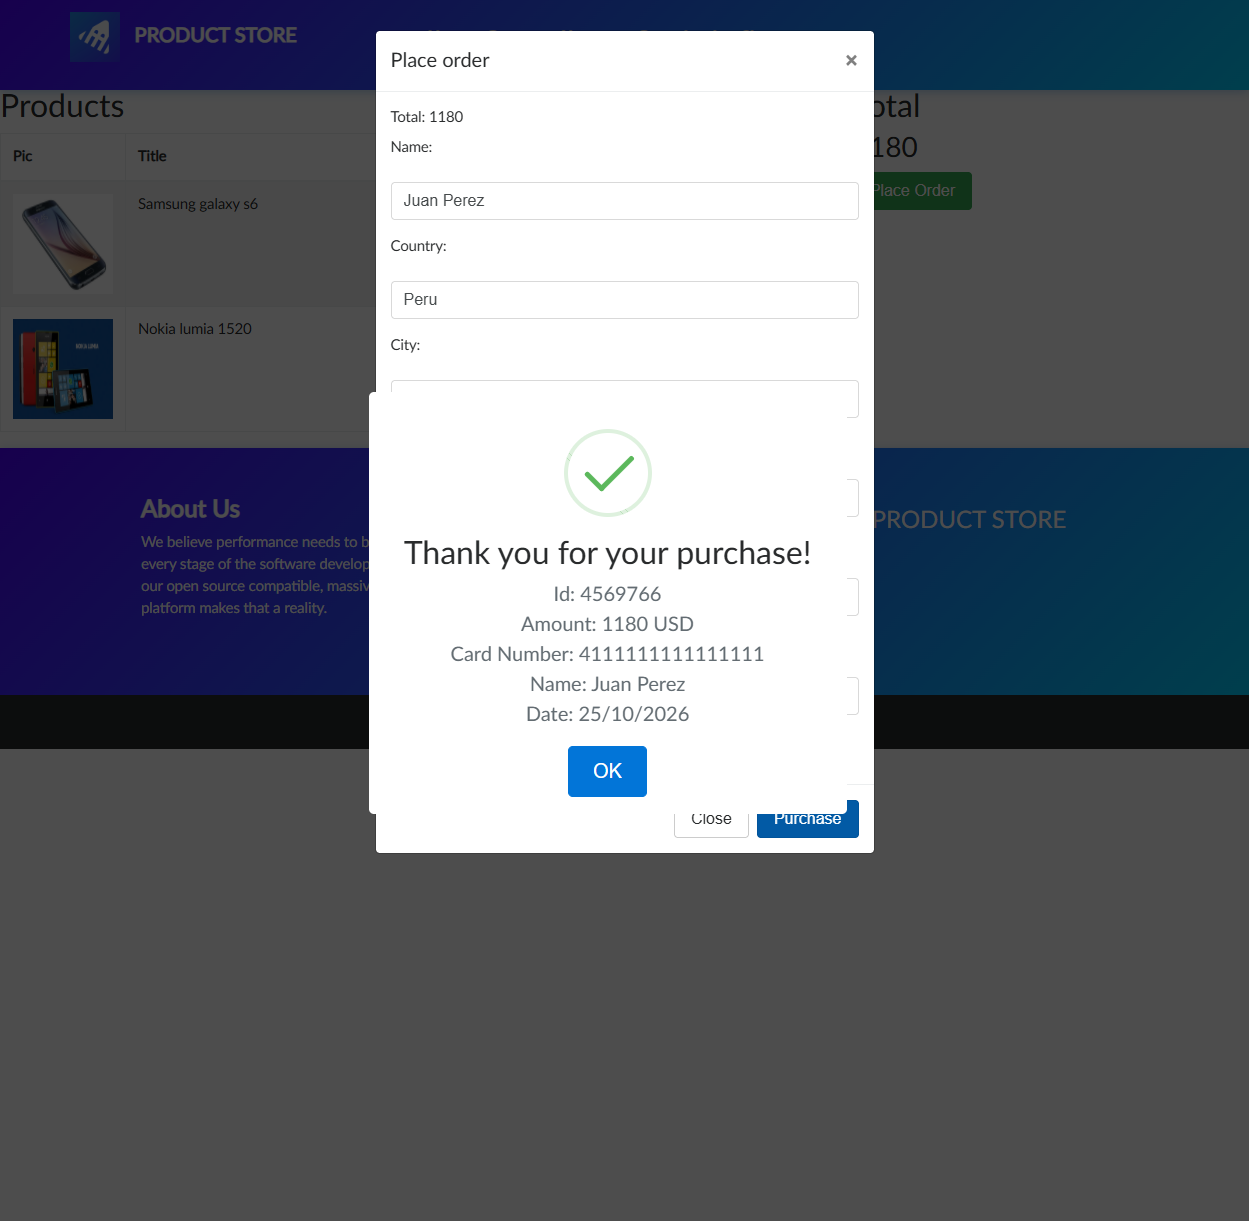 PRODUCT STORE
Place order
×
Products
Total: 1180
Name:
Juan Perez
Country:
Peru
City:
Pic
Title
Samsung galaxy s6
Nokia lumia 1520
otal
180
Place Order
Thank you for your purchase!
Id: 4569766
Amount: 1180 USD
Card Number: 4111111111111111
Name: Juan Perez
Date: 25/10/2026
OK
Close
Purchase
About Us
We believe performance needs to b
every stage of the software develop
our open source compatible, massiv
platform makes that a reality.
PRODUCT STORE